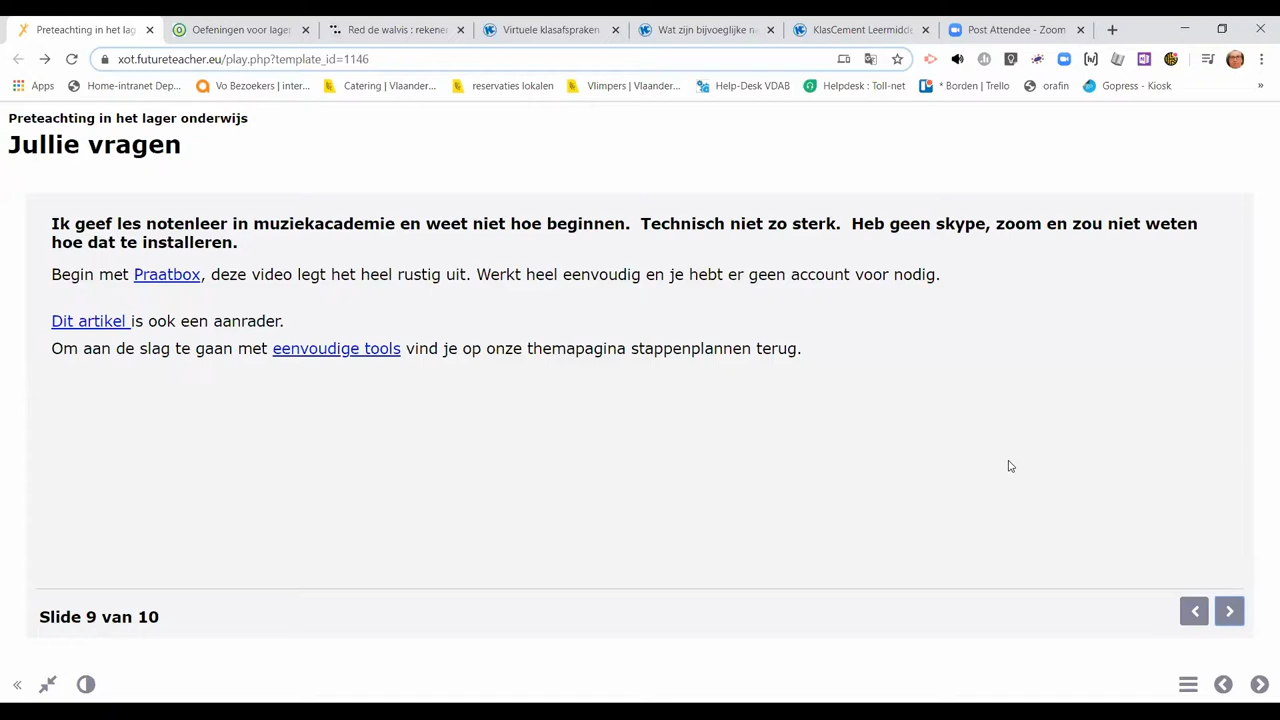 Preteachting in het lag
Oefeningen voor lager
Red de walvis : rekene
Virtuele klasafspraken
Wat zijn bijvoeglijke n
KlasCement Leermidde
Post Attendee - Zoom
xot.futureteacher.eu/play.php?template_id=1146
Apps
Home-intranet Dep...
Vo Bezoekers | inter...
Catering | Vlaander...
reservaties lokalen
Vlimpers | Vlaander...
Help-Desk VDAB
Helpdesk : Toll-net
* Borden | Trello
orafin
Gopress - Kiosk
»
Preteachting in het lager onderwijs
Jullie vragen
Ik geef les notenleer in muziekacademie en weet niet hoe beginnen. Technisch niet zo sterk. Heb geen skype, zoom en zou niet weten
hoe dat te installeren.
Begin met Praatbox, deze video legt het heel rustig uit. Werkt heel eenvoudig en je hebt er geen account voor nodig.
Dit artikel is ook een aanrader.
Om aan de slag te gaan met eenvoudige tools vind je op onze themapagina stappenplannen terug.
Slide 9 van 10